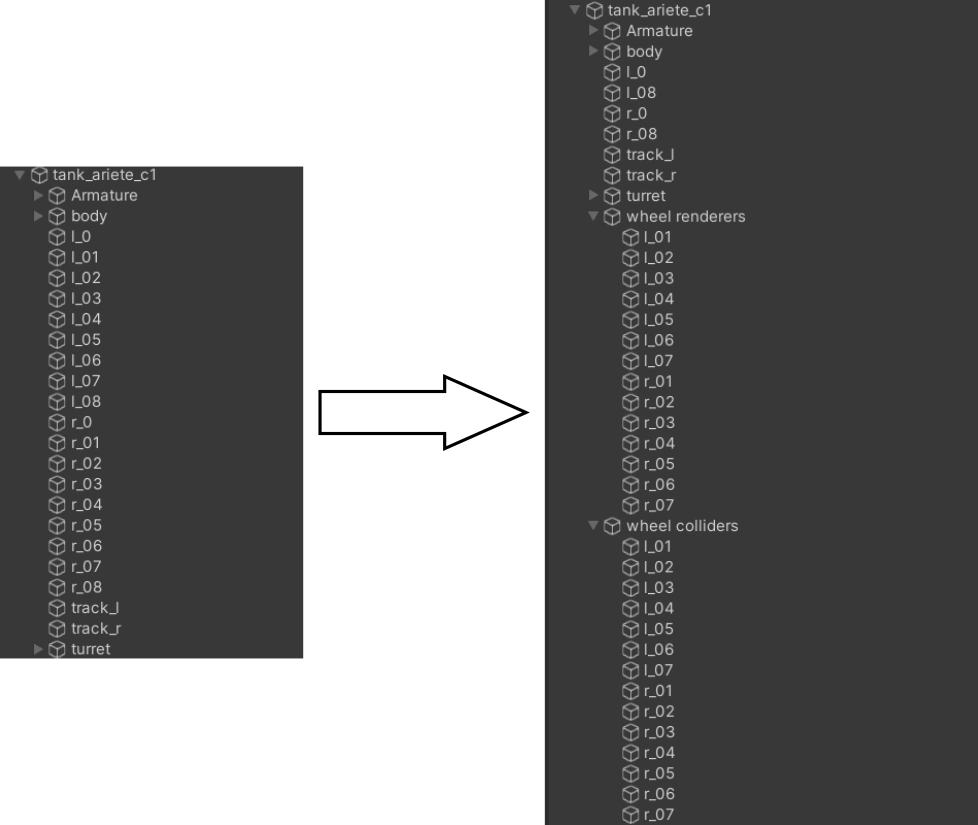 tank_ariete_c1
Armature
body
l_0
l_01
l_02
l_03
l_04
l_05
l_06
l_07
l_08
r_0
r_01
r_02
r_03
r_04
r_05
r_06
r_07
r_08
track_l
track_r
turret
tank_ariete_c1
Armature
body
l_0
l_08
r_0
r_08
track_l
track_r
turret
wheel renderers
l_01
l_02
l_03
l_04
l_05
l_06
l_07
r_01
r_02
r_03
r_04
r_05
r_06
r_07
wheel colliders
l_01
l_02
l_03
l_04
l_05
l_06
l_07
r_01
r_02
r_03
r_04
r_05
r_06
r_07